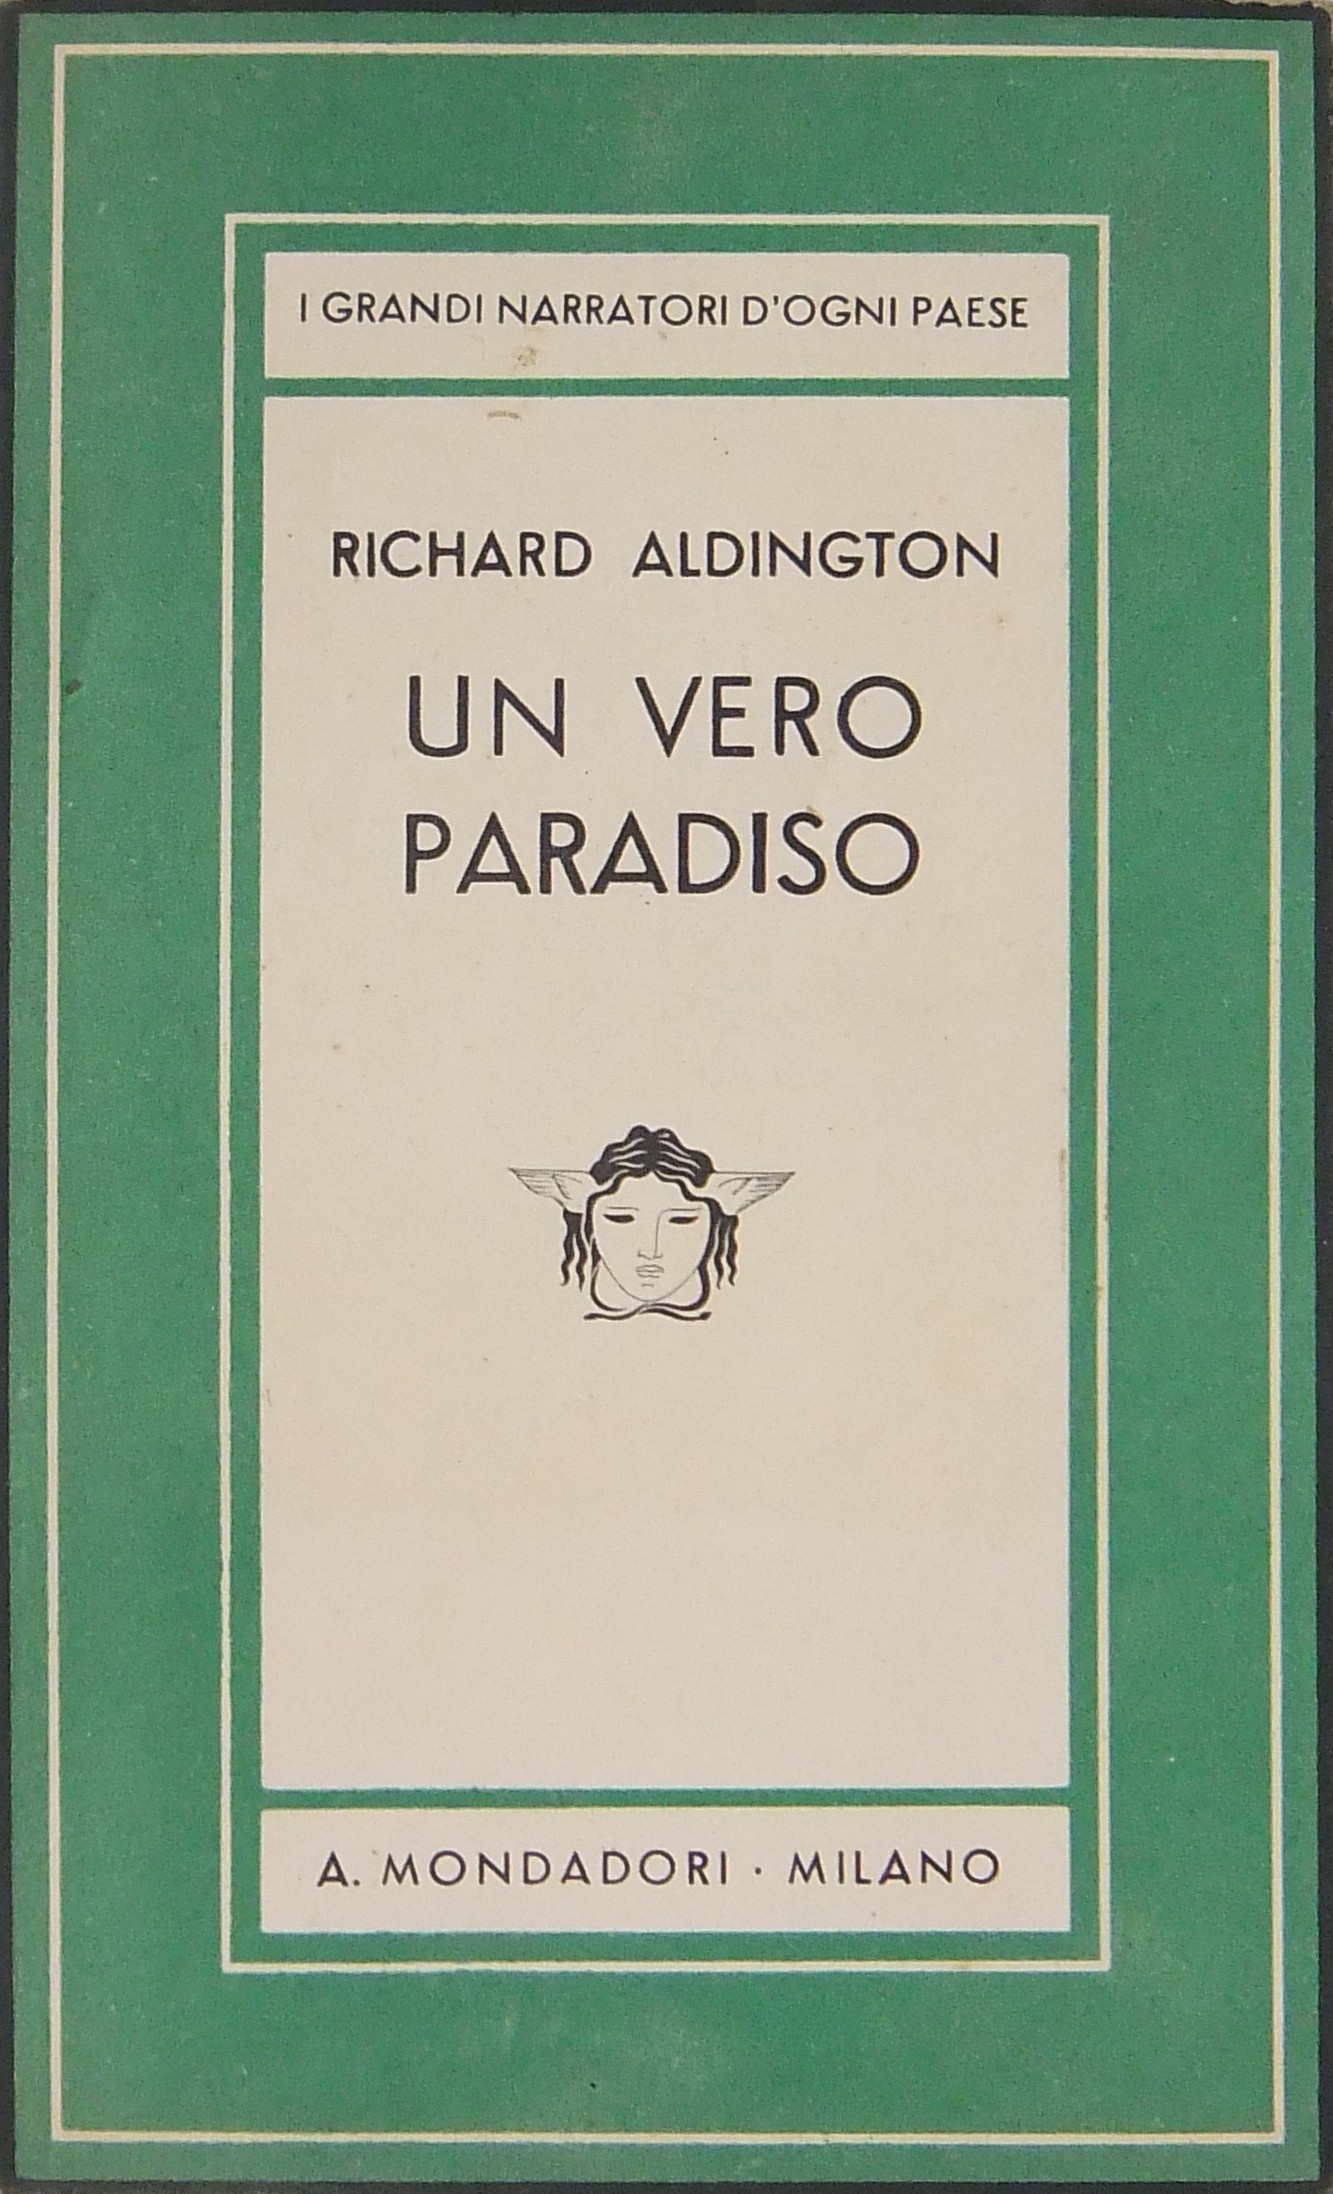 I GRANDI NARRATORI D'OGNI PAESE
RICHARD ALDINGTON
UN VERO
PARADISO
A. MONDADORI · MILANO